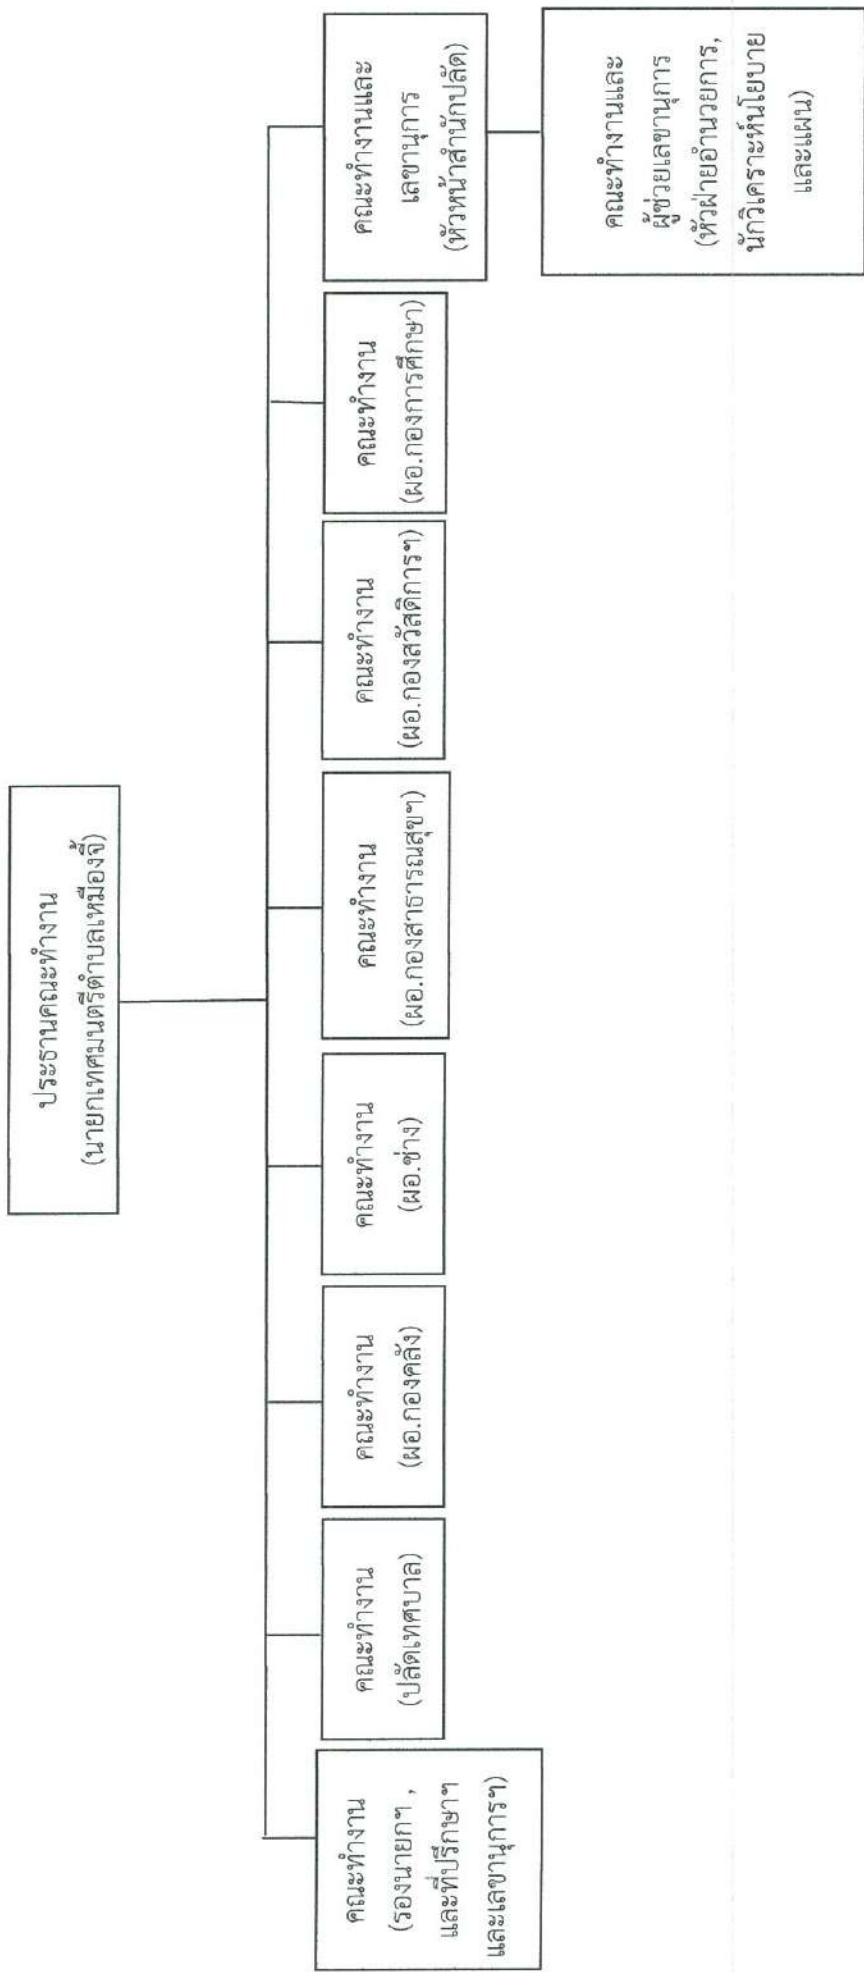 ประธานคณะทำงาน
(นายกเทศมนตรีตำบลเหมืองจี้)
คณะทำงาน
(รองนายกฯ ,
และที่ปรึกษาฯ
และเลขานุการฯ)
คณะทำงาน
(ปลัดเทศบาล)
คณะทำงาน
(ผอ.กองคลัง)
คณะทำงาน
(ผอ.ช่าง)
คณะทำงาน
(ผอ.กองสาธารณสุขฯ)
คณะทำงาน
(ผอ.กองสวัสดิการฯ)
คณะทำงาน
(ผอ.กองการศึกษา)
คณะทำงานและ
เลขานุการ
(หัวหน้าสำนักปลัด)
คณะทำงานและ
ผู้ช่วยเลขานุการ
(หัวฝ่ายอำนวยการ,
นักวิเคราะห์นโยบาย
และแผน)